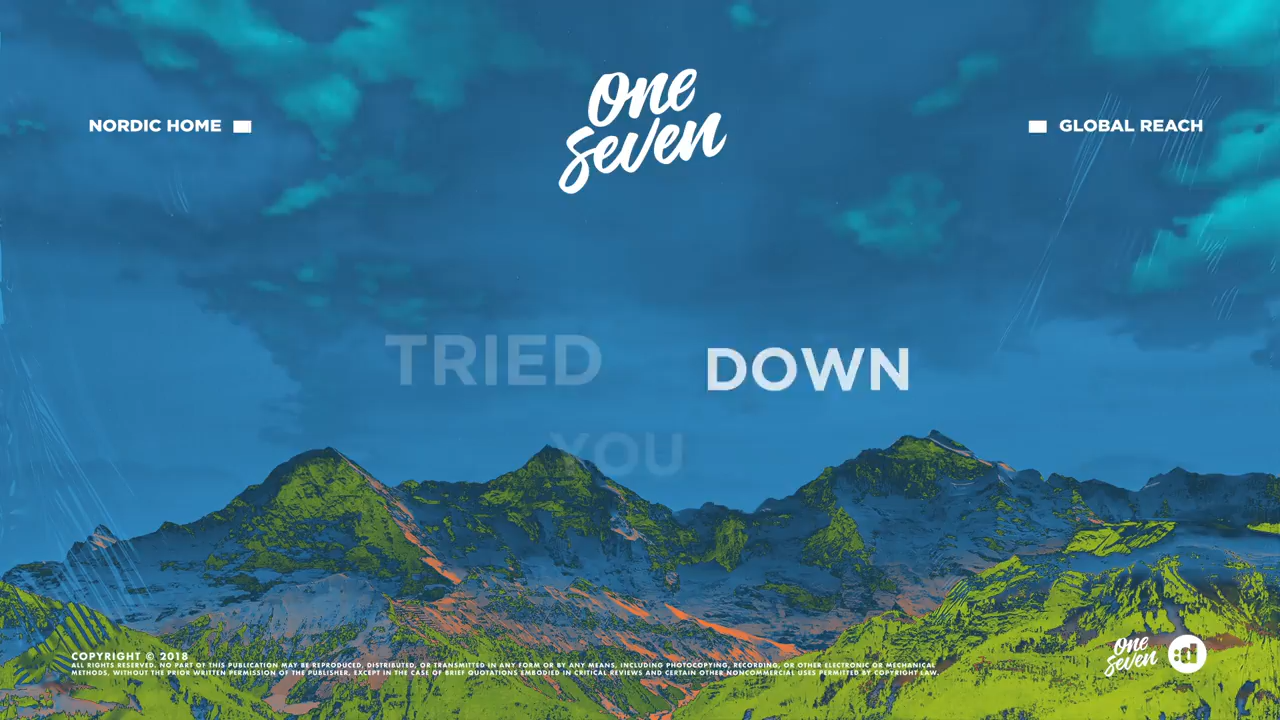 One
Seven
NORDIC HOME
GLOBAL REACH
TRIED DOWN
YOU
COPYRIGHT © 2018
ALL RIGHTS RESERVED. NO PART OF THIS PUBLICATION MAY BE REPRODUCED, DISTRIBUTED, OR TRANSMITTED IN ANY FORM OR BY ANY MEANS, INCLUDING PHOTOCOPYING, RECORDING, OR OTHER ELECTRONIC OR MECHANICAL
METHODS, WITHOUT THE PRIOR WRITTEN PERMISSION OF THE PUBLISHER, EXCEPT IN THE CASE OF BRIEF QUOTATIONS EMBODIED IN CRITICAL REVIEWS AND CERTAIN OTHER NONCOMMERCIAL USES PERMITTED BY COPYRIGHT LAW.
One
Seven
d